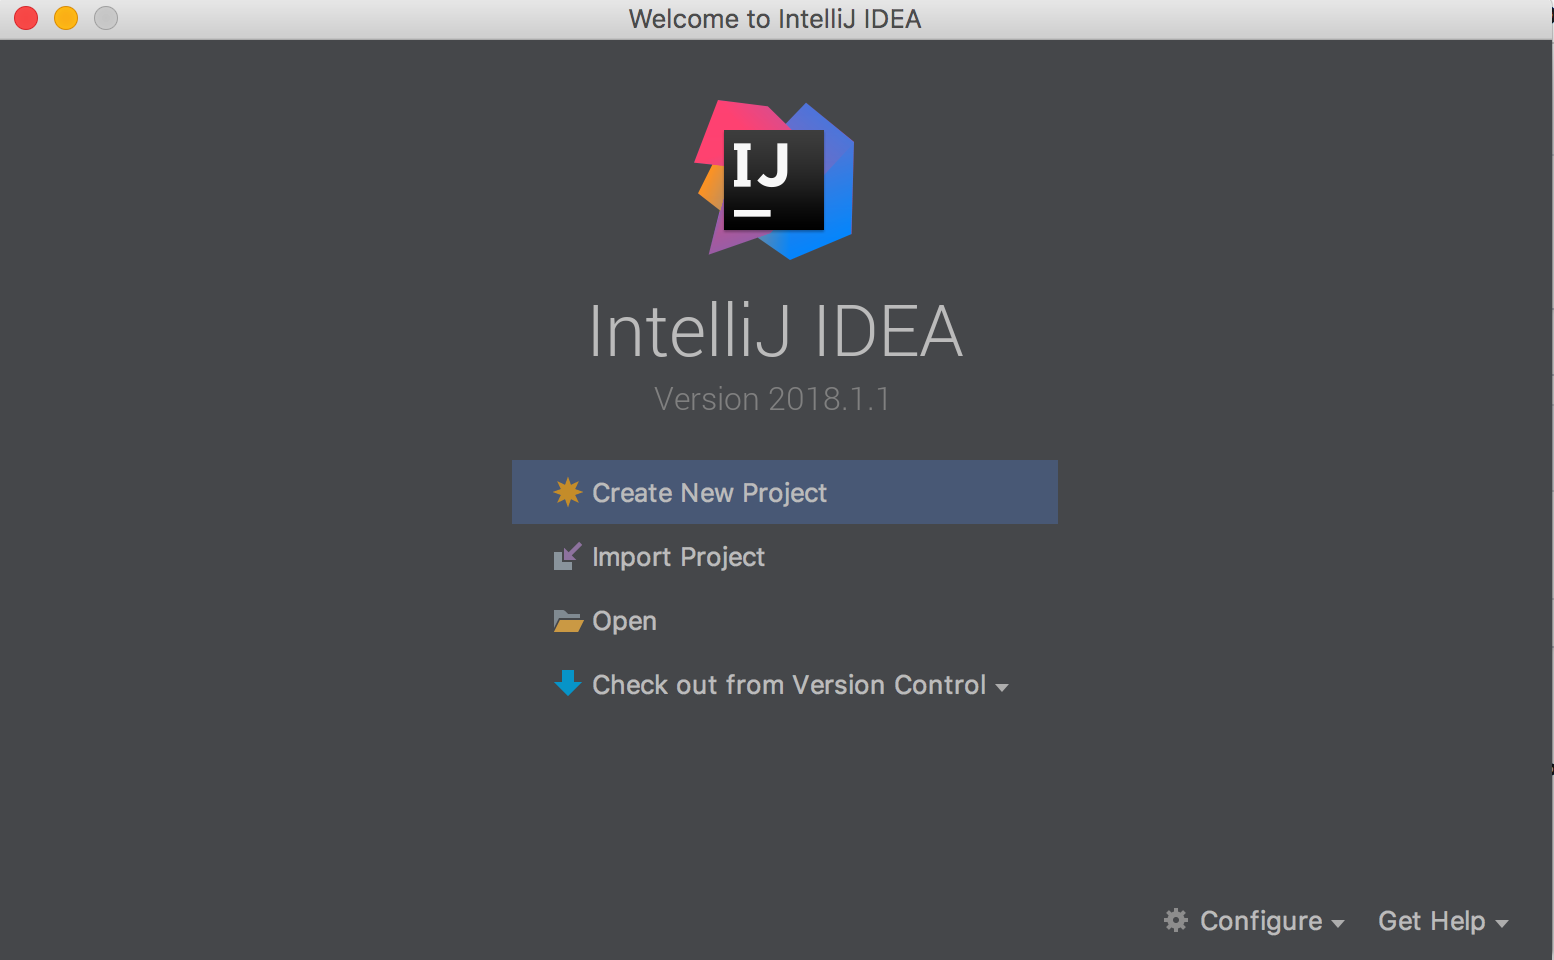 Welcome to IntelliJ IDEA
IJ
IntelliJ IDEA
Version 2018.1.1
Create New Project
Import Project
Open
Check out from Version Control
Configure
Get Help